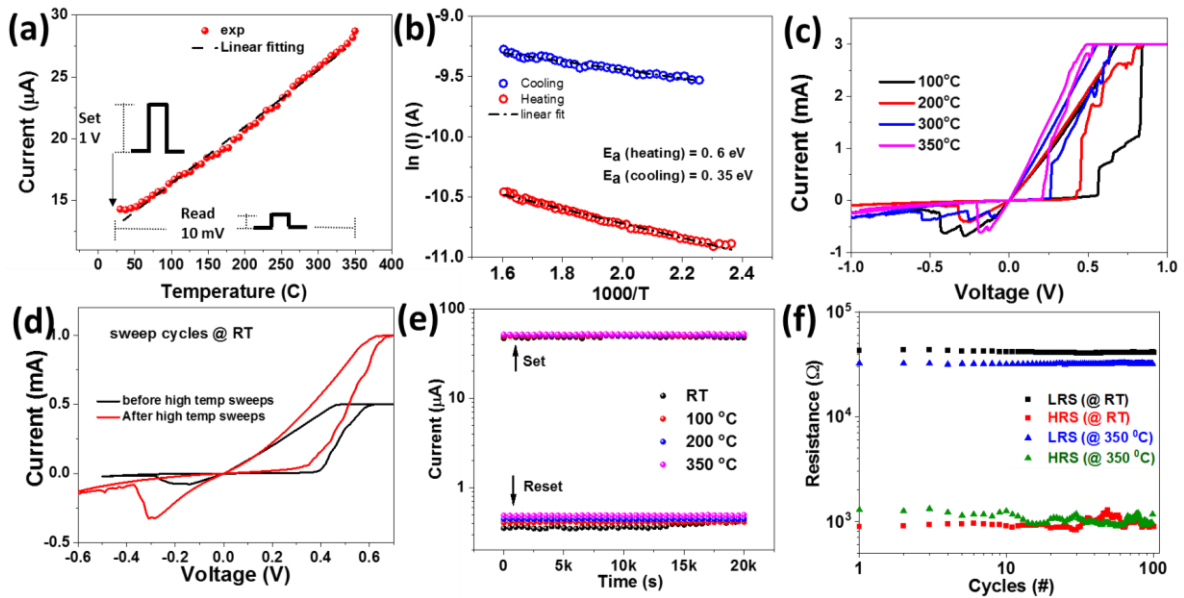 (a)
30
25
20
15
Current (μA)
exp
Linear fitting
Set
1 V
Read
10 mV
0 50 100 150 200 250 300 350 400
Temperature (C)
(b)
-9.0
-9.5
-10.0
-10.5
-11.0
ln (I) (A)
Cooling
Heating
linear fit
Ea (heating) = 0. 6 eV
Ea (cooling) = 0. 35 eV
1.6 1.8 2.0 2.2 2.4
1000/T
(c)
3
2
1
0
-1
Current (mA)
100°C
200°C
300°C
350°C
-1.0 -0.5 0.0 0.5 1.0
Voltage (V)
(d)
1.0
0.5
0.0
0.5
Current (mA)
sweep cycles @ RT
before high temp sweeps
After high temp sweeps
-0.6 -0.4 -0.2 0.0 0.2 0.4 0.6
Voltage (V)
(e)
100
10
1
Current (μA)
Set
RT
100 °C
200 °C
350 °C
Reset
0 5k 10k 15k 20k
Time (s)
(f)
10⁵
10⁴
10³
Resistance (Ω)
LRS (@ RT)
HRS (@ RT)
LRS (@ 350 ⁰C)
HRS (@ 350 ⁰C)
1 10 100
Cycles (#)